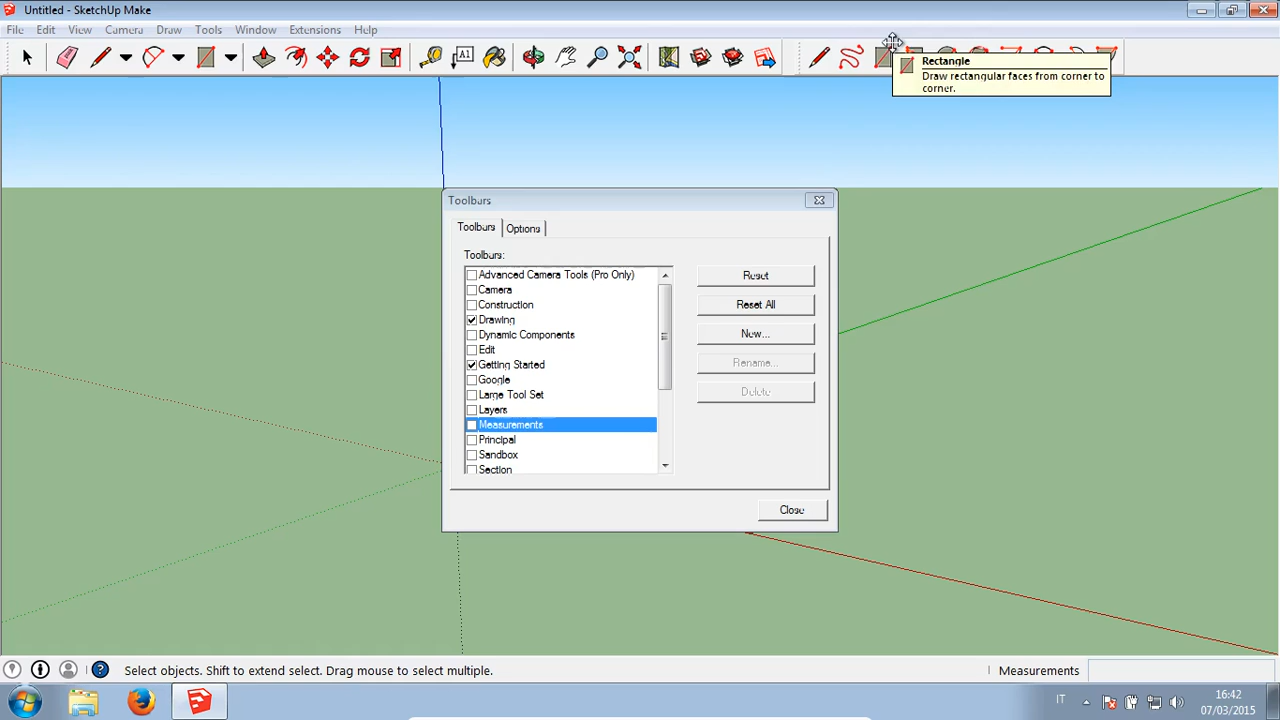 Untitled - SketchUp Make
File Edit View Camera Draw Tools Window Extensions Help
A1
Rectangle
Draw rectangular faces from corner to
corner.
Toolbars
Toolbars Options
Toolbars:
Advanced Camera Tools (Pro Only)
Camera
Construction
Drawing
Dynamic Components
Edit
Getting Started
Google
Large Tool Set
Layers
Measurements
Principal
Sandbox
Section
Reset
Reset All
New...
Rename...
Delete
Close
Select objects. Shift to extend select. Drag mouse to select multiple.
Measurements
IT
16:42
07/03/2015